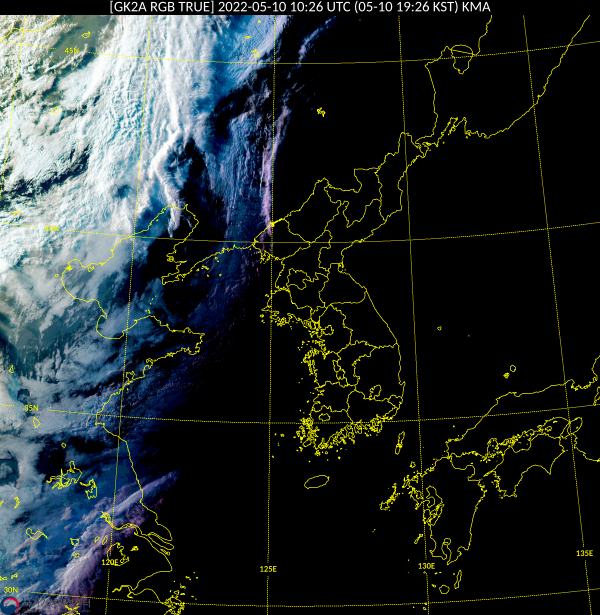 [GK2A RGB TRUE] 2022-05-10 10:26 UTC (05-10 19:26 KST) KMA
45N
35N
120E
125E
130E
135E
30N